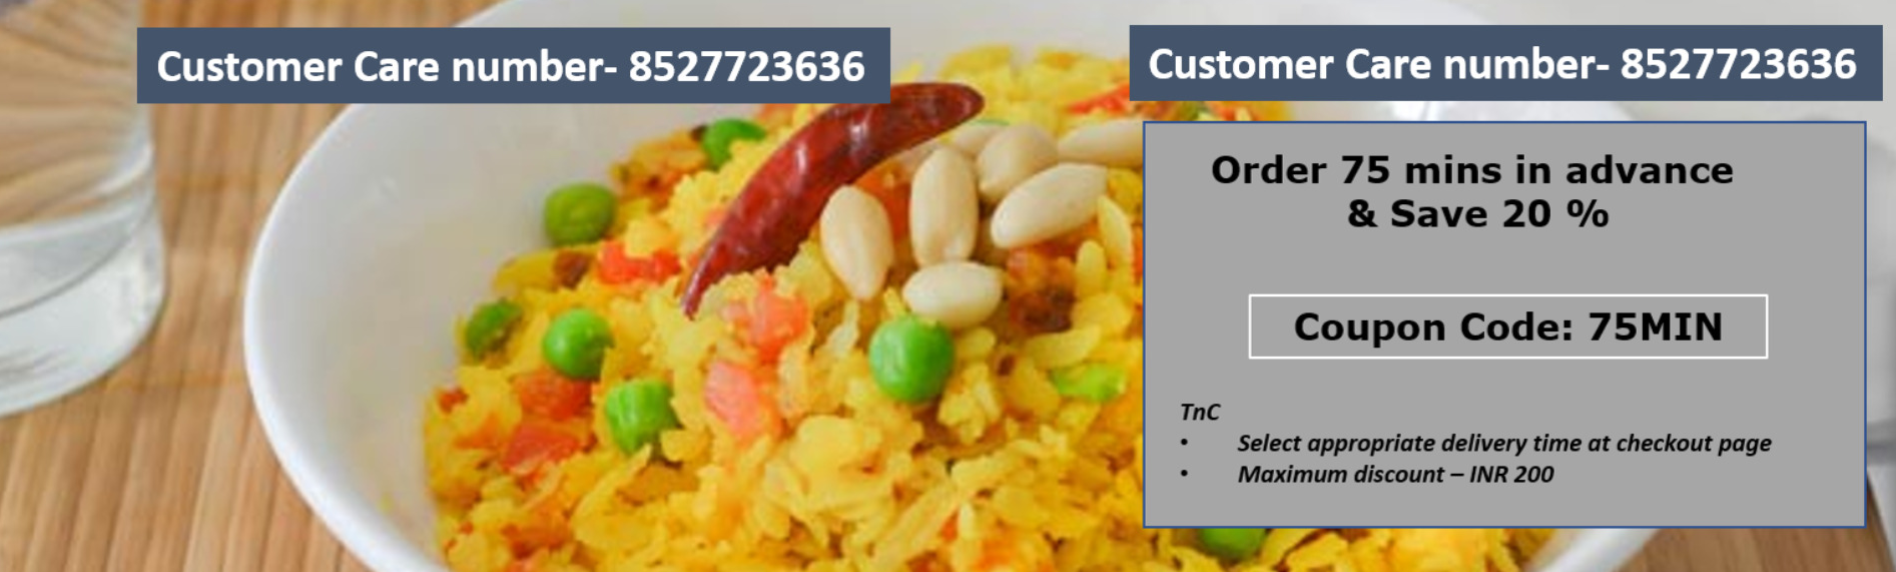 Customer Care number- 8527723636
Customer Care number- 8527723636
Order 75 mins in advance
& Save 20 %
Coupon Code: 75MIN
TnC
• Select appropriate delivery time at checkout page
• Maximum discount – INR 200